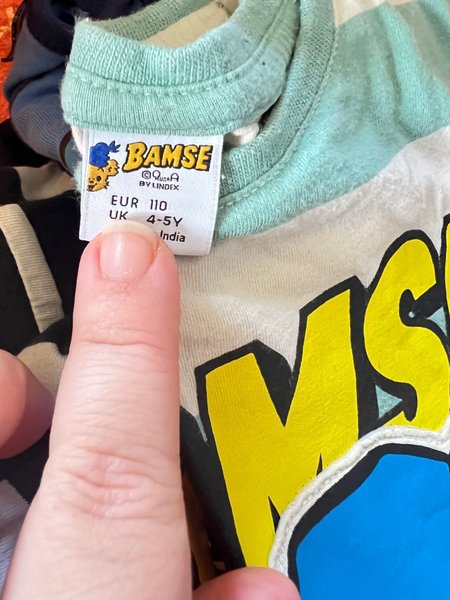 BAMSE
BY LINDEX
EUR 110
UK 4-5Y
India
MS